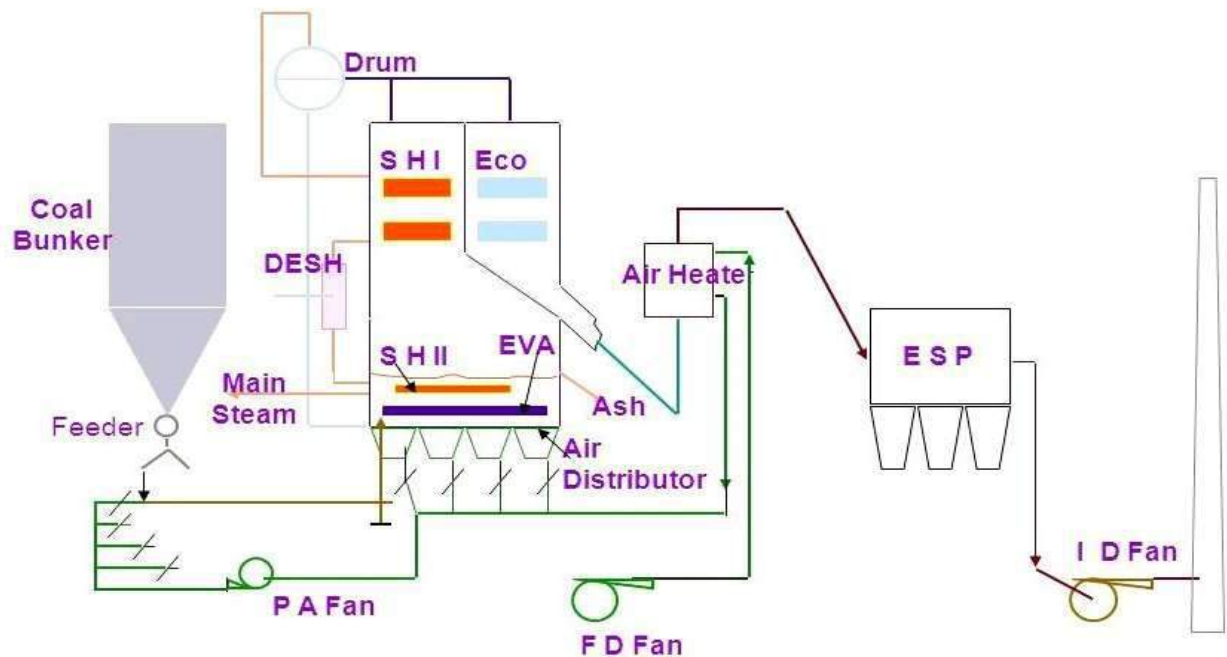 Drum
S H I
Eco
Coal
Bunker
DESH
Air Heate
E S P
EVA
S H II
Main
Steam
Ash
Feeder
Air
Distributor
I D Fan
P A Fan
F D Fan